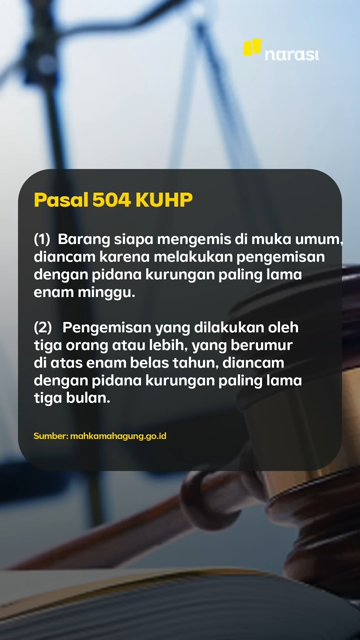 narasi
Pasal 504 KUHP
(1) Barang siapa mengemis di muka umum,
diancam karena melakukan pengemisan
dengan pidana kurungan paling lama
enam minggu.
(2) Pengemisan yang dilakukan oleh
tiga orang atau lebih, yang berumur
di atas enam belas tahun, diancam
dengan pidana kurungan paling lama
tiga bulan.
Sumber: mahkamahagung.go.id